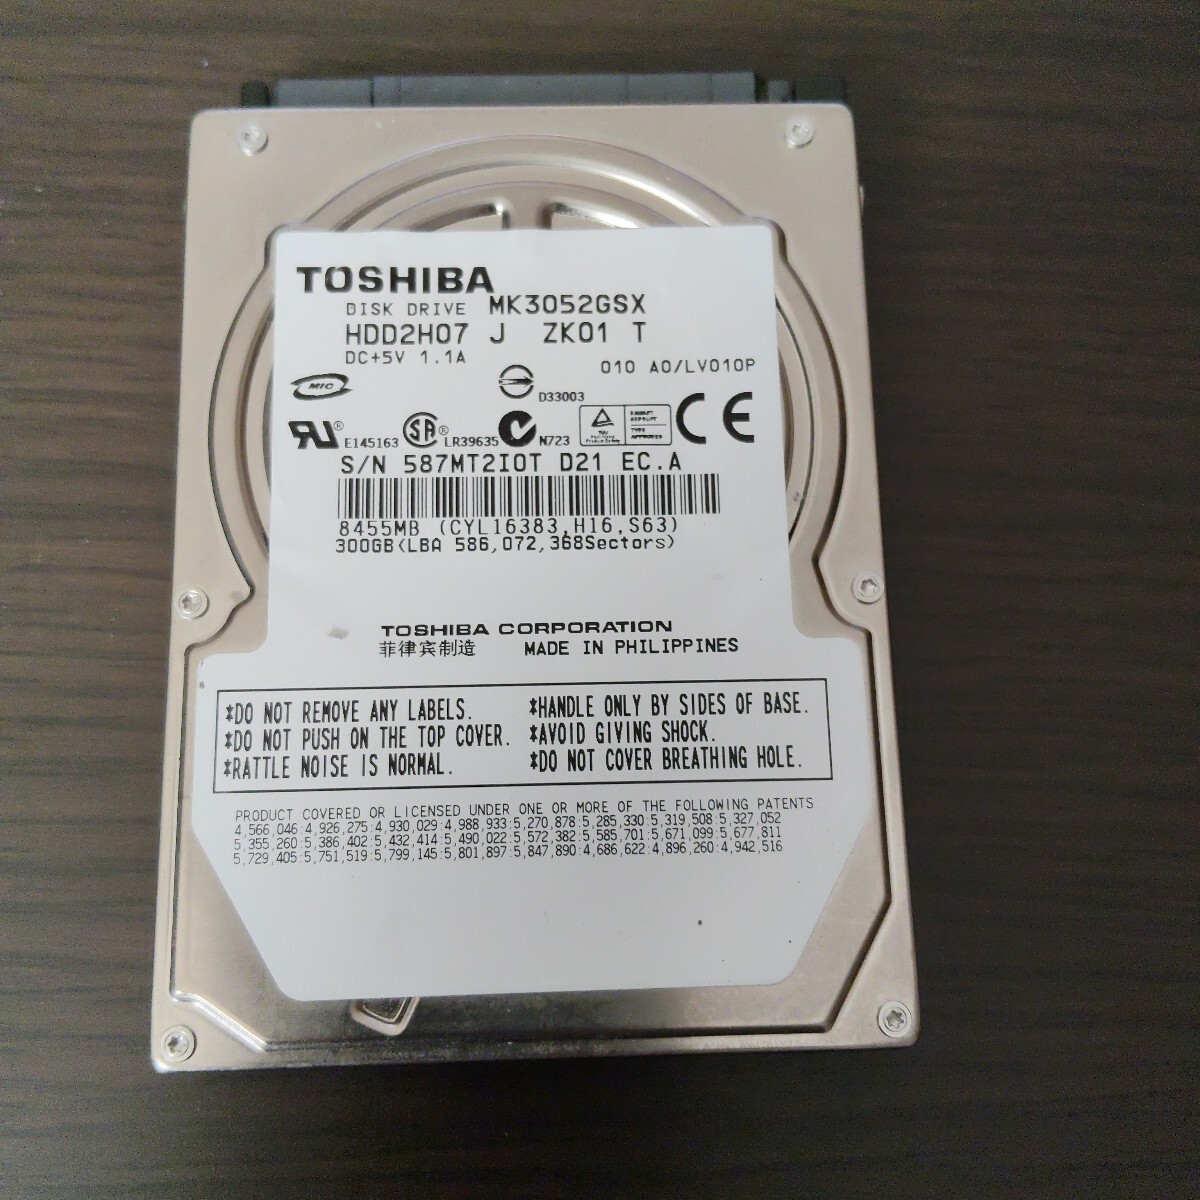 TOSHIBA
DISK DRIVE MK3052GSX
HDD2H07 J ZK01 T
DC+5V 1.1A
010 A0/LV010P
MIC
D33003
E145163 LR39635 N723
SA
CE
S/N 587MT2I0T D21 EC.A
8455MB (CYL16383,H16,S63)
300GB(LBA 586,072,368Sectors)
TOSHIBA CORPORATION
菲律宾制造 MADE IN PHILIPPINES
*DO NOT REMOVE ANY LABELS. *HANDLE ONLY BY SIDES OF BASE.
*DO NOT PUSH ON THE TOP COVER. *AVOID GIVING SHOCK.
*RATTLE NOISE IS NORMAL. *DO NOT COVER BREATHING HOLE.
PRODUCT COVERED OR LICENSED UNDER ONE OR MORE OF THE FOLLOWING PATENTS
4,566,046:4,926,275:4,930,029:4,988,933:5,270,878:5,285,330:5,319,508:5,327,052
5,355,260:5,386,402:5,432,414:5,490,022:5,572,382:5,585,701:5,671,099:5,677,811
5,729,405:5,751,519:5,799,145:5,801,897:5,847,890:4,686,622:4,896,260:4,942,516